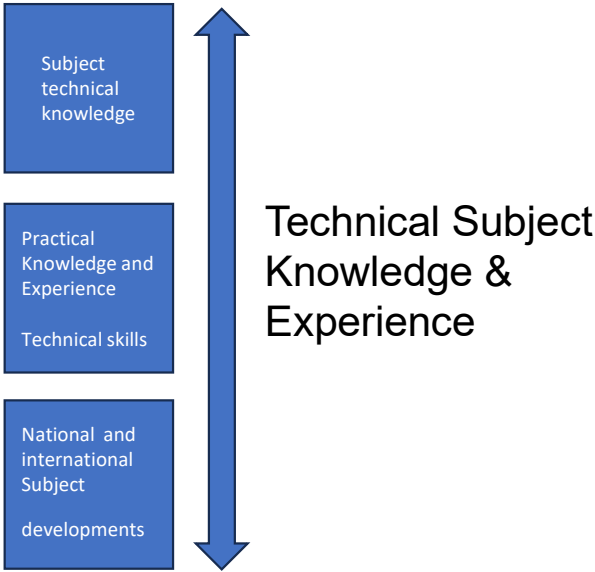 Subject
technical
knowledge
Practical
Knowledge and
Experience
Technical skills
National and
international
Subject
developments
Technical Subject
Knowledge &
Experience